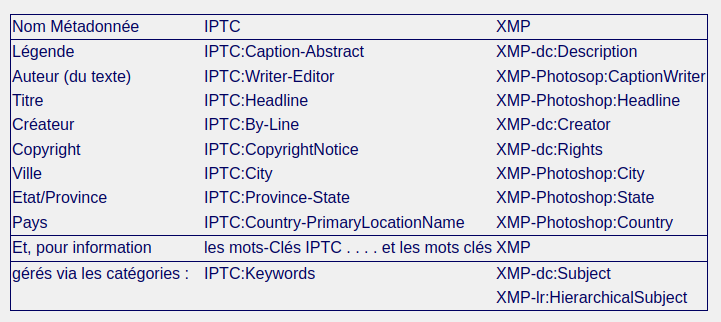 Nom Métadonnée IPTC XMP
Légende IPTC:Caption-Abstract XMP-dc:Description
Auteur (du texte) IPTC:Writer-Editor XMP-Photosop:CaptionWriter
Titre IPTC:Headline XMP-Photoshop:Headline
Créateur IPTC:By-Line XMP-dc:Creator
Copyright IPTC:CopyrightNotice XMP-dc:Rights
Ville IPTC:City XMP-Photoshop:City
Etat/Province IPTC:Province-State XMP-Photoshop:State
Pays IPTC:Country-PrimaryLocationName XMP-Photoshop:Country
Et, pour information les mots-Clés IPTC . . . . et les mots clés XMP
gérés via les catégories : IPTC:Keywords XMP-dc:Subject
XMP-lr:HierarchicalSubject